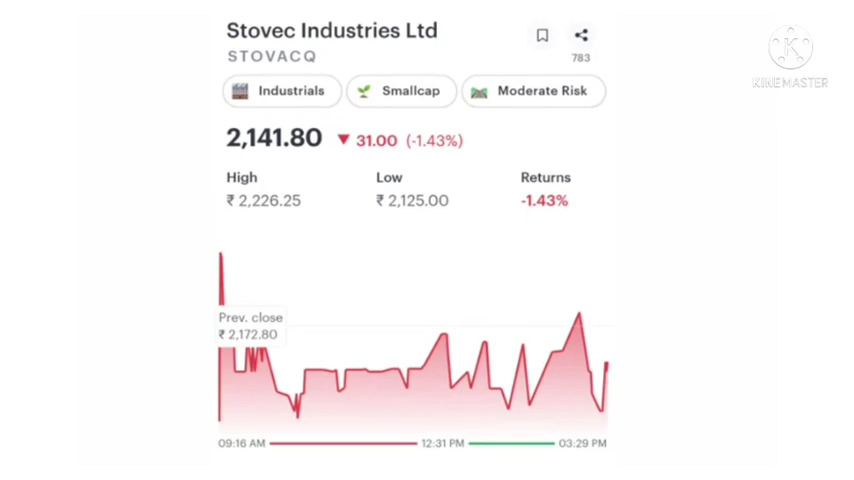 Stovec Industries Ltd
STOVACQ
783
K
KINEMASTER
Industrials
Smallcap
Moderate Risk
2,141.80 ▼ 31.00 (-1.43%)
High Low Returns
₹ 2,226.25 ₹ 2,125.00 -1.43%
Prev. close
₹ 2,172.80
09:16 AM 12:31 PM 03:29 PM